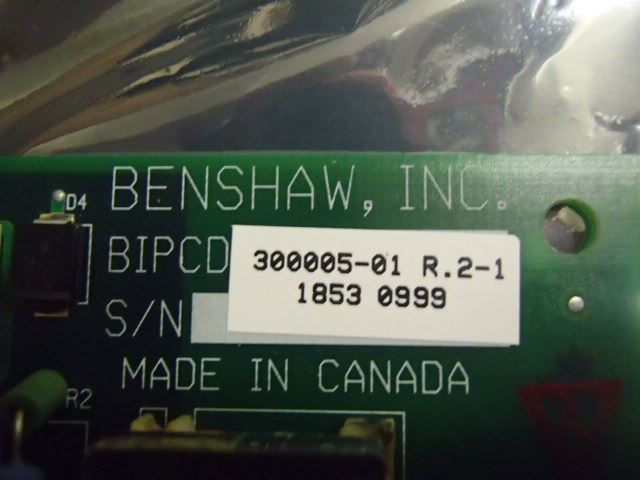 BENSHAW, INC.
D4
BIPCD
300005-01 R.2-1
S/N
1853 0999
MADE IN CANADA
R2